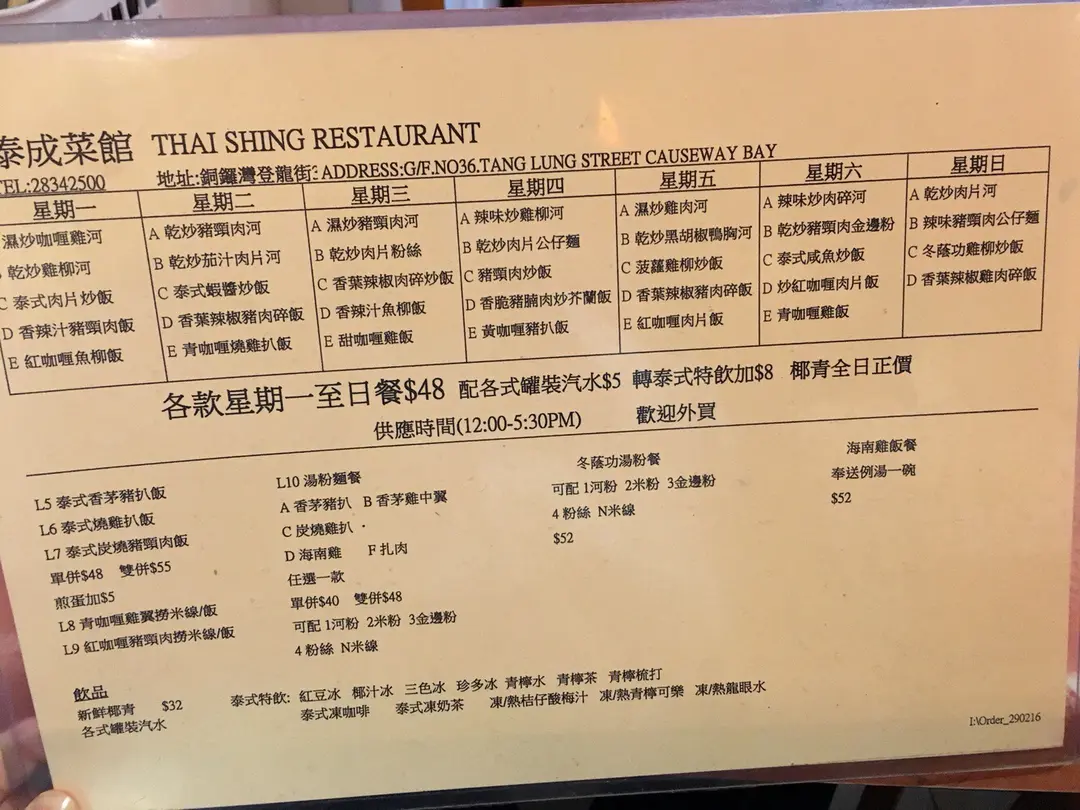 泰成菜館 THAI SHING RESTAURANT
TEL:28342500 地址:銅鑼灣登龍街 ADDRESS:G/F.NO36.TANG LUNG STREET CAUSEWAY BAY
星期一 星期二 星期三 星期四 星期五 星期六 星期日
濕炒咖喱雞河
乾炒雞柳河
C 泰式肉片炒飯
D 香辣汁豬頸肉飯
E 紅咖喱魚柳飯
A 乾炒豬頸肉河
B 乾炒茄汁肉片河
C 泰式蝦醬炒飯
D 香葉辣椒豬肉碎飯
E 青咖喱燒雞扒飯
A 濕炒豬頸肉河
B 乾炒肉片粉絲
C 香葉辣椒肉碎炒飯
D 香辣汁魚柳飯
E 甜咖喱雞飯
A 辣味炒雞柳河
B 乾炒肉片公仔麵
C 豬頸肉炒飯
D 香脆豬腩肉炒芥蘭飯
E 黃咖喱豬扒飯
A 濕炒雞肉河
B 乾炒黑胡椒鴨胸河
C 菠蘿雞柳炒飯
D 香葉辣椒豬肉碎飯
E 紅咖喱肉片飯
A 辣味炒肉碎河
B 乾炒豬頸肉金邊粉
C 泰式咸魚炒飯
D 炒紅咖喱肉片飯
E 青咖喱雞飯
A 乾炒肉片河
B 辣味豬頸肉公仔麵
C 冬蔭功雞柳炒飯
D 香葉辣椒雞肉碎飯
各款星期一至日餐$48 配各式罐裝汽水$5 轉泰式特飲加$8 椰青全日正價
供應時間(12:00-5:30PM) 歡迎外買
L5 泰式香茅豬扒飯
L6 泰式燒雞扒飯
L7 泰式炭燒豬頸肉飯
單併$48 雙併$55
煎蛋加$5
L8 青咖喱雞翼撈米線/飯
L9 紅咖喱豬頸肉撈米線/飯
L10 湯粉麵餐
A 香茅豬扒 B 香茅雞中翼
C 炭燒雞扒
D 海南雞 F 扎肉
任選一款
單併$40 雙併$48
可配 1河粉 2米粉 3金邊粉
4 粉絲 N米線
冬蔭功湯粉餐
可配 1河粉 2米粉 3金邊粉
4 粉絲 N米線
$52
海南雞飯餐
奉送例湯一碗
$52
飲品
新鮮椰青 $32
各式罐裝汽水
泰式特飲: 紅豆冰 椰汁冰 三色冰 珍多冰 青檸水 青檸茶 青檸梳打
泰式凍咖啡 泰式凍奶茶 凍/熱桔仔酸梅汁 凍/熱青檸可樂 凍/熱龍眼水
I:\Order_290216